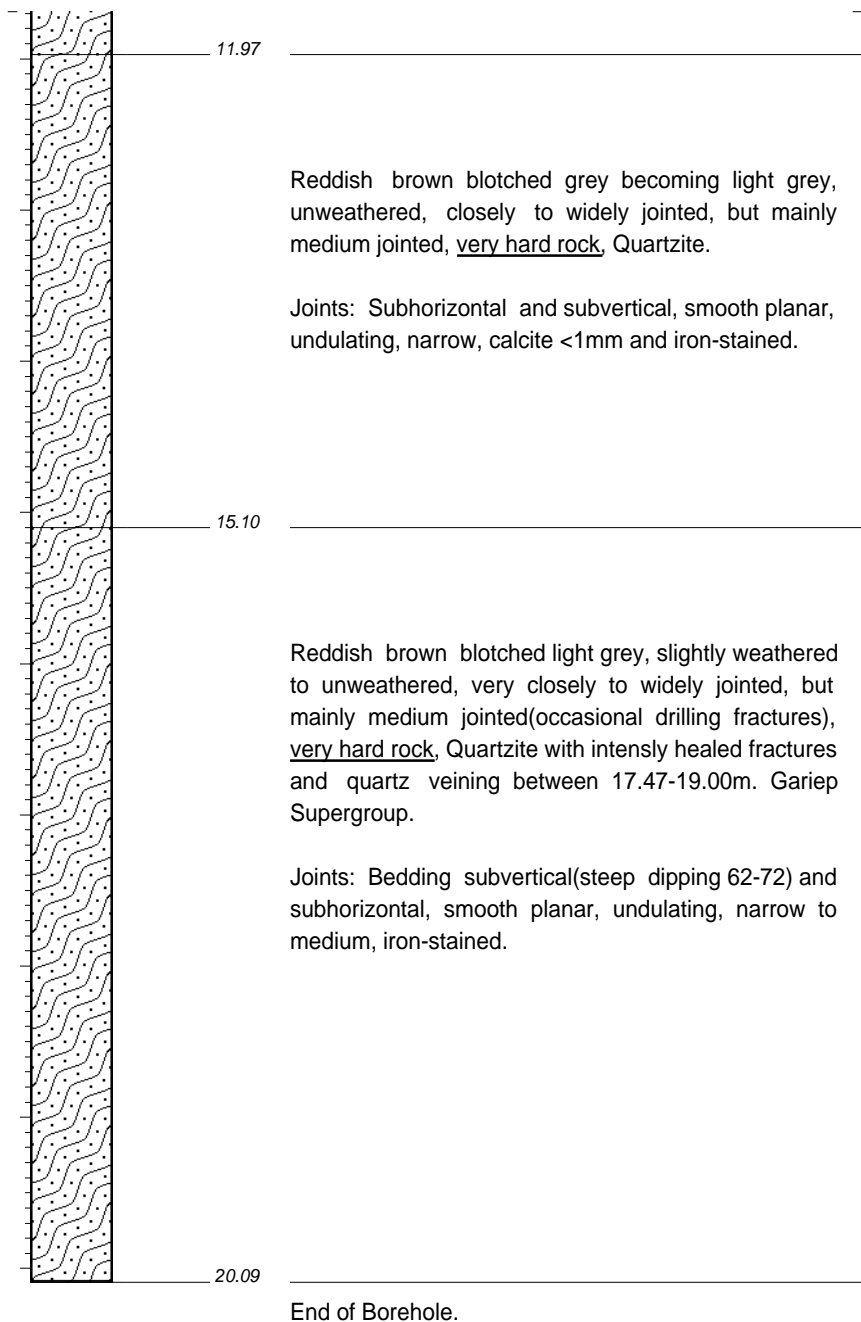 11.97
Reddish brown blotched grey becoming light grey,
unweathered, closely to widely jointed, but mainly
medium jointed, very hard rock, Quartzite.
Joints: Subhorizontal and subvertical, smooth planar,
undulating, narrow, calcite <1mm and iron-stained.
15.10
Reddish brown blotched light grey, slightly weathered
to unweathered, very closely to widely jointed, but
mainly medium jointed(occasional drilling fractures),
very hard rock, Quartzite with intensly healed fractures
and quartz veining between 17.47-19.00m. Gariep
Supergroup.
Joints: Bedding subvertical(steep dipping 62-72) and
subhorizontal, smooth planar, undulating, narrow to
medium, iron-stained.
20.09
End of Borehole.